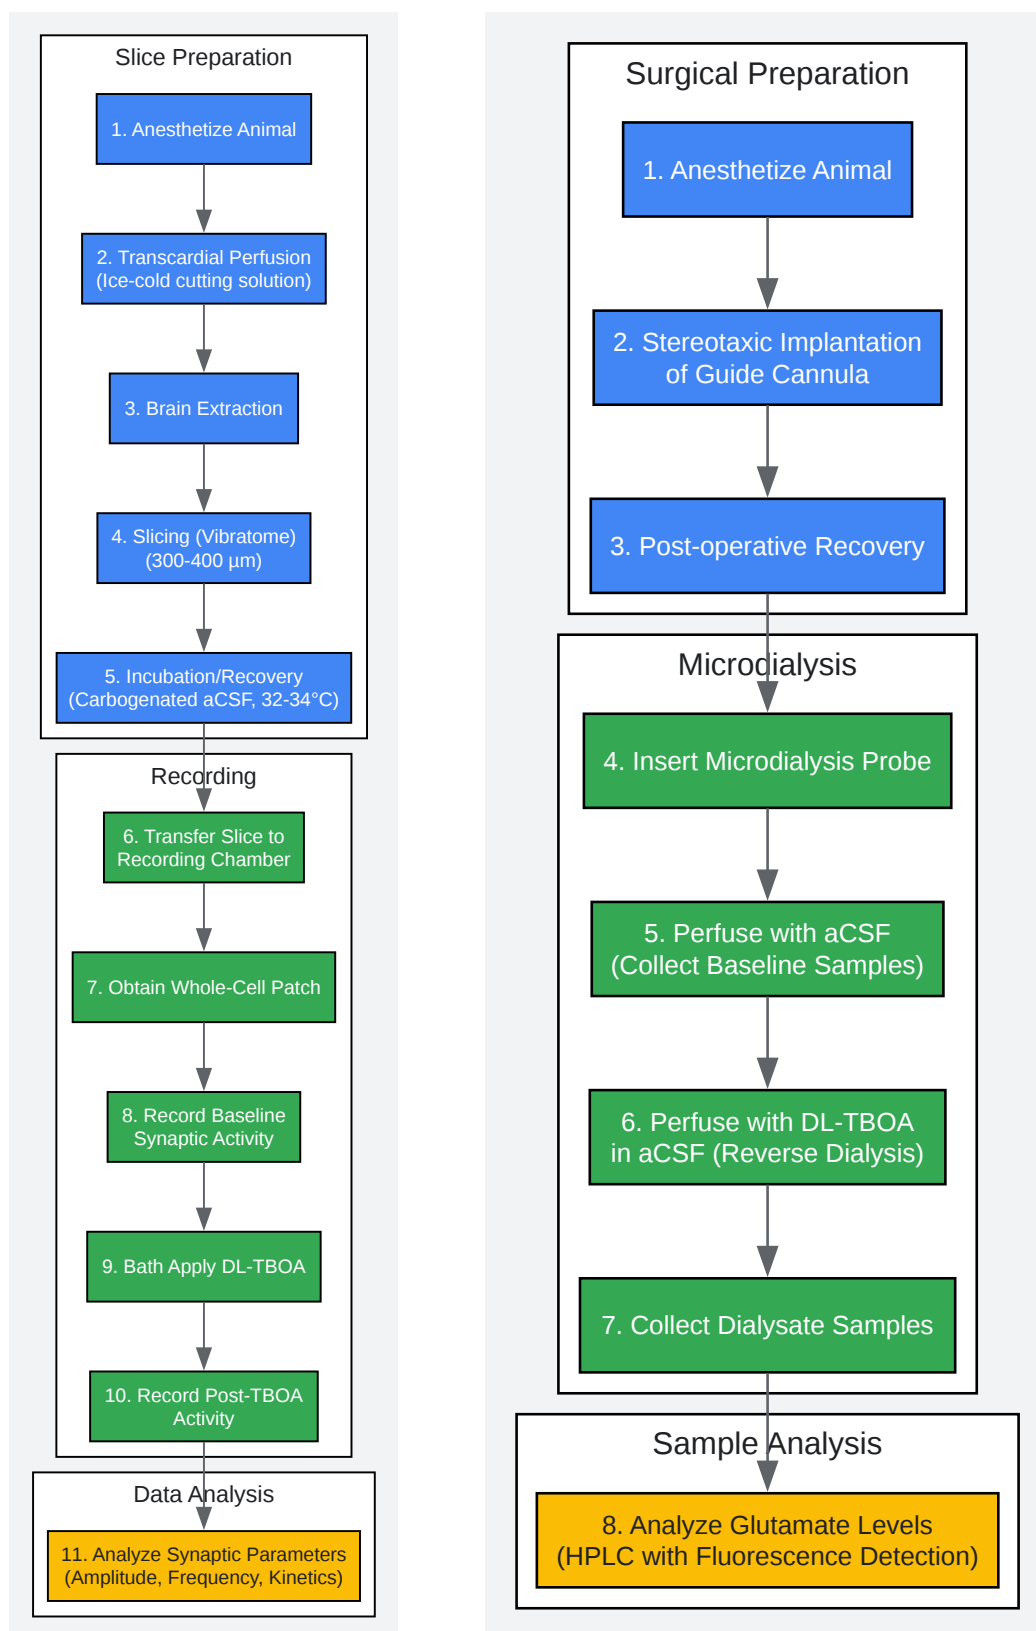 Slice Preparation
1. Anesthetize Animal
2. Transcardial Perfusion
(Ice-cold cutting solution)
3. Brain Extraction
4. Slicing (Vibratome)
(300-400 µm)
5. Incubation/Recovery
(Carbogenated aCSF, 32-34°C)
Recording
6. Transfer Slice to
Recording Chamber
7. Obtain Whole-Cell Patch
8. Record Baseline
Synaptic Activity
9. Bath Apply DL-TBOA
10. Record Post-TBOA
Activity
Data Analysis
11. Analyze Synaptic Parameters
(Amplitude, Frequency, Kinetics)
Surgical Preparation
1. Anesthetize Animal
2. Stereotaxic Implantation
of Guide Cannula
3. Post-operative Recovery
Microdialysis
4. Insert Microdialysis Probe
5. Perfuse with aCSF
(Collect Baseline Samples)
6. Perfuse with DL-TBOA
in aCSF (Reverse Dialysis)
7. Collect Dialysate Samples
Sample Analysis
8. Analyze Glutamate Levels
(HPLC with Fluorescence Detection)